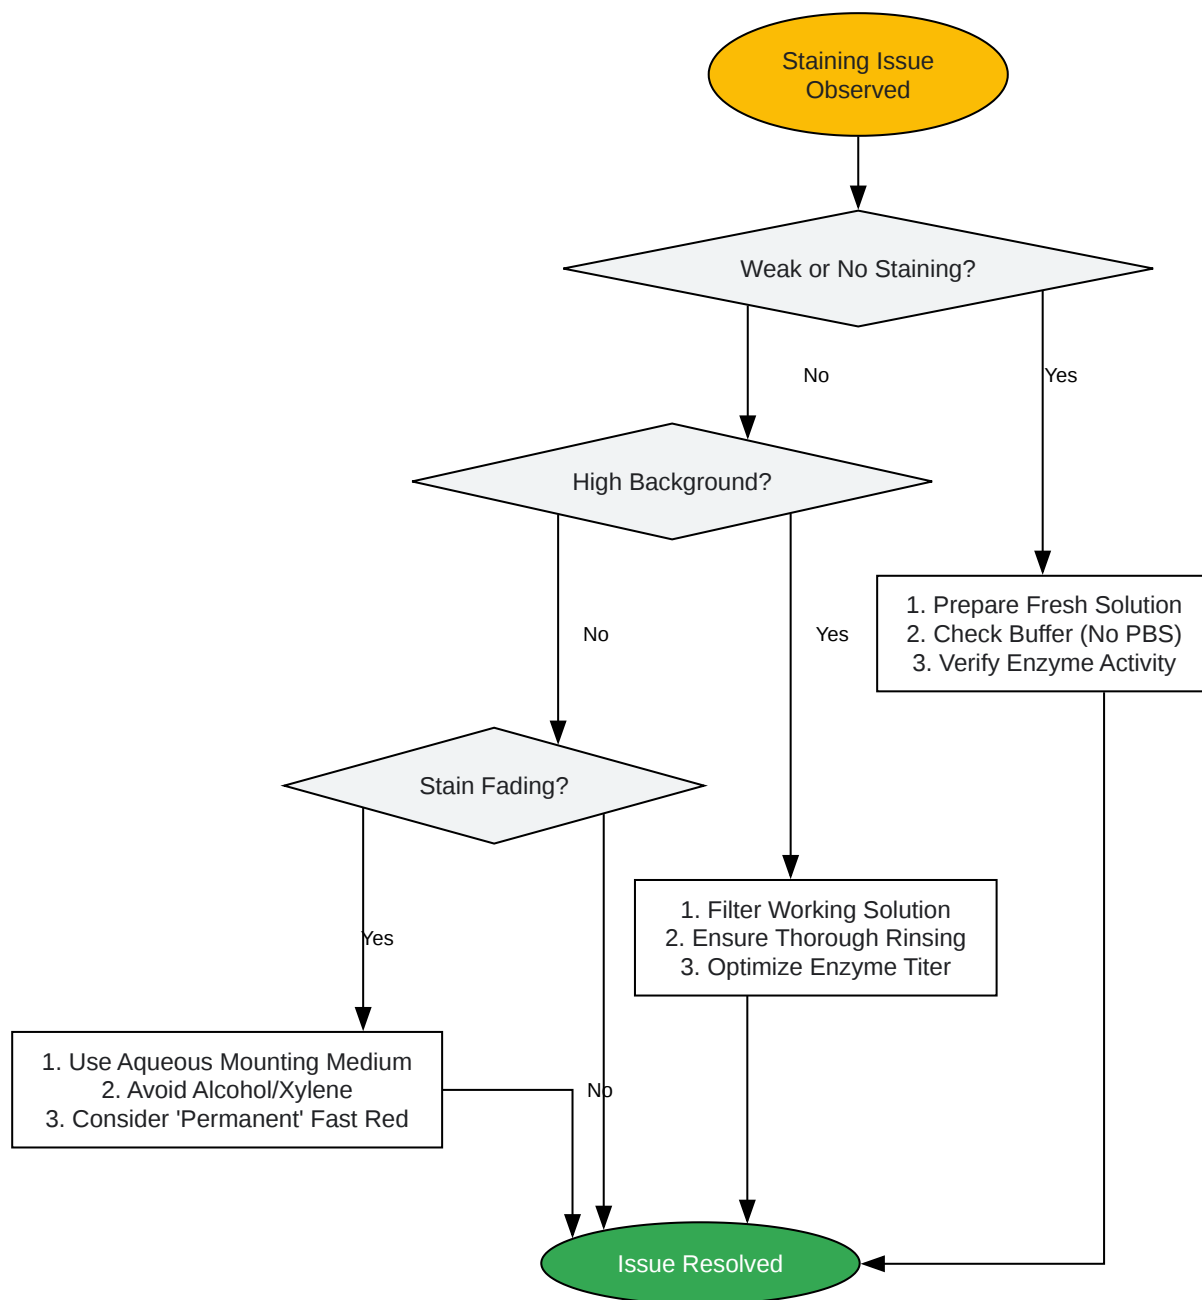 Staining Issue
Observed
Weak or No Staining?
No
Yes
High Background?
1. Prepare Fresh Solution
2. Check Buffer (No PBS)
3. Verify Enzyme Activity
No
Yes
Stain Fading?
1. Filter Working Solution
2. Ensure Thorough Rinsing
3. Optimize Enzyme Titer
Yes
1. Use Aqueous Mounting Medium
2. Avoid Alcohol/Xylene
3. Consider 'Permanent' Fast Red
No
Issue Resolved